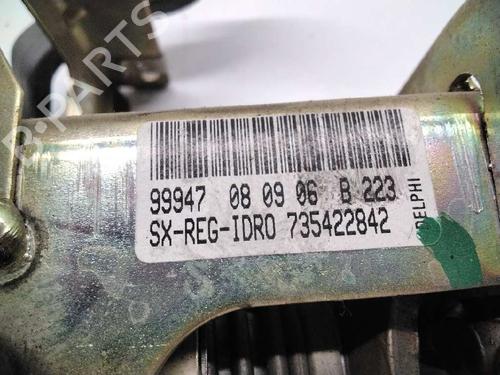 B-PARTS
99947 08 09 06 B 223
SX-REG-IDRO 735422842
DELPHI